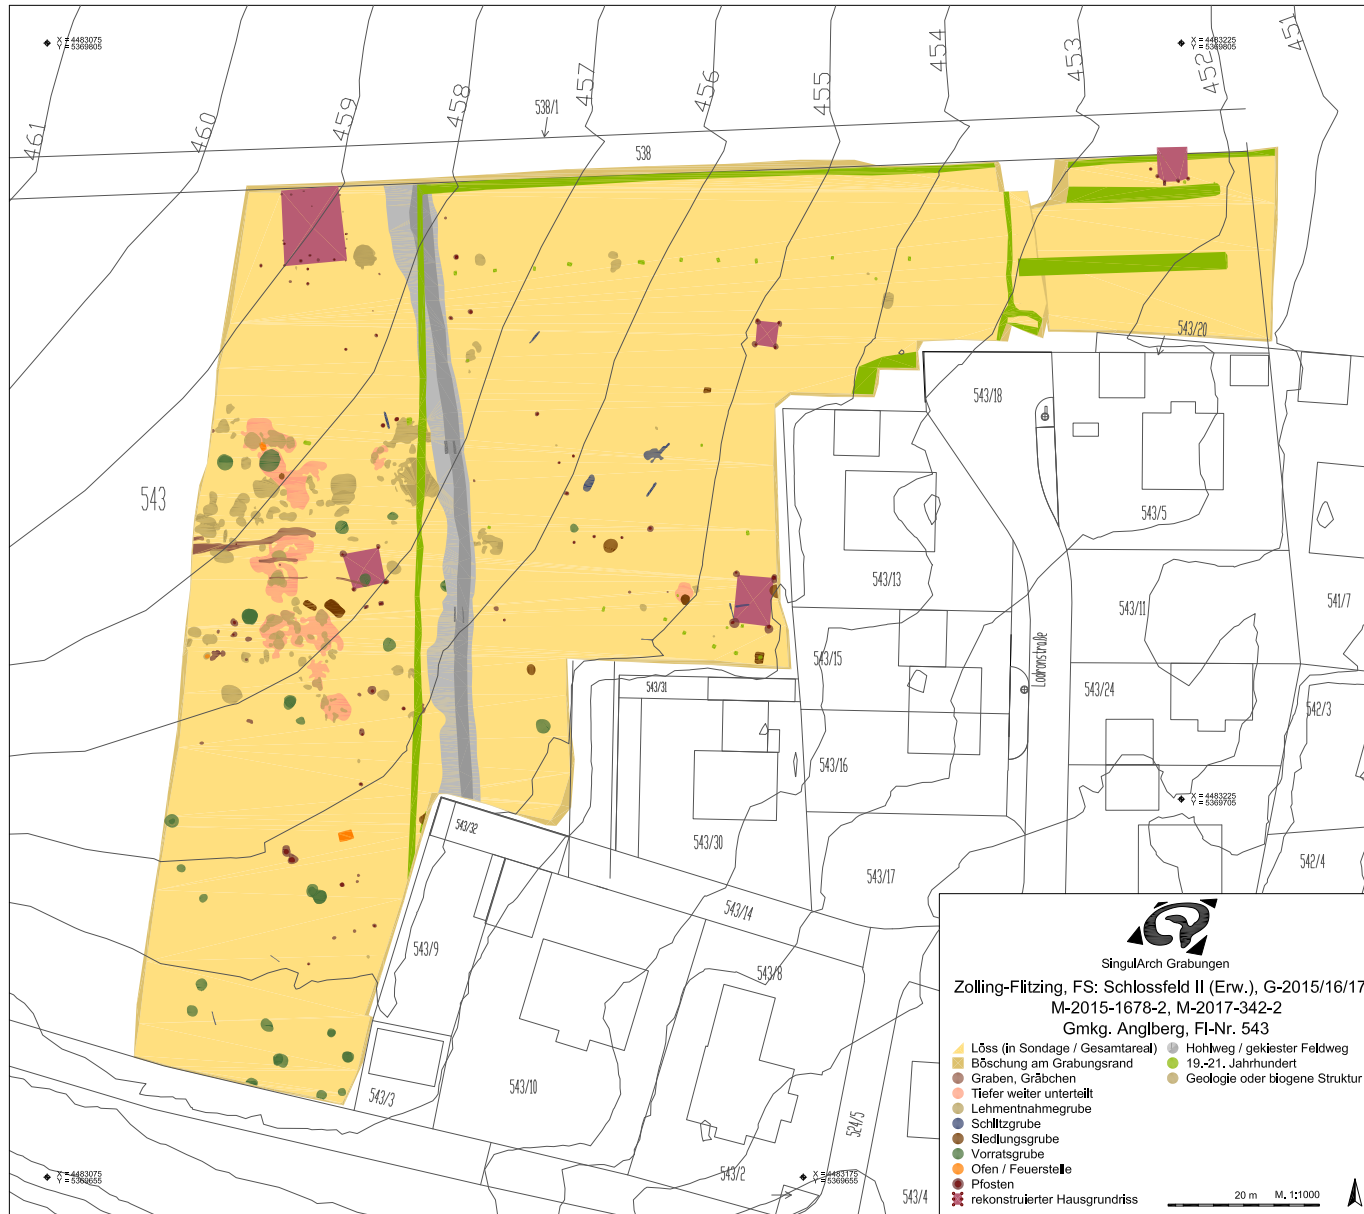 X = 4483075
Y = 5369805
X = 4483225
Y = 5369805
461
460
459
458
457
456
455
454
453
452
451
538/1
538
543
543/20
543/18
543/5
543/13
543/11
541/7
Lodronstraße
543/15
543/24
543/31
542/3
543/16
X = 4483225
Y = 5369705
543/32
543/30
543/17
542/4
543/14
543/9
543/8
543/10
543/3
524/5
543/2
543/4
X = 4483075
Y = 5369655
X = 4483175
Y = 5369655
SingulArch Grabungen
Zolling-Flitzing, FS: Schlossfeld II (Erw.), G-2015/16/17
M-2015-1678-2, M-2017-342-2
Gmkg. Anglberg, Fl-Nr. 543
Löss (in Sondage / Gesamtareal)
Böschung am Grabungsrand
Graben, Gräbchen
Tiefer weiter unterteilt
Lehmentnahmegrube
Schlitzgrube
Siedlungsgrube
Vorratsgrube
Ofen / Feuerstelle
Pfosten
rekonstruierter Hausgrundriss
Hohlweg / gekiester Feldweg
19.-21. Jahrhundert
Geologie oder biogene Struktur
20 m M. 1:1000